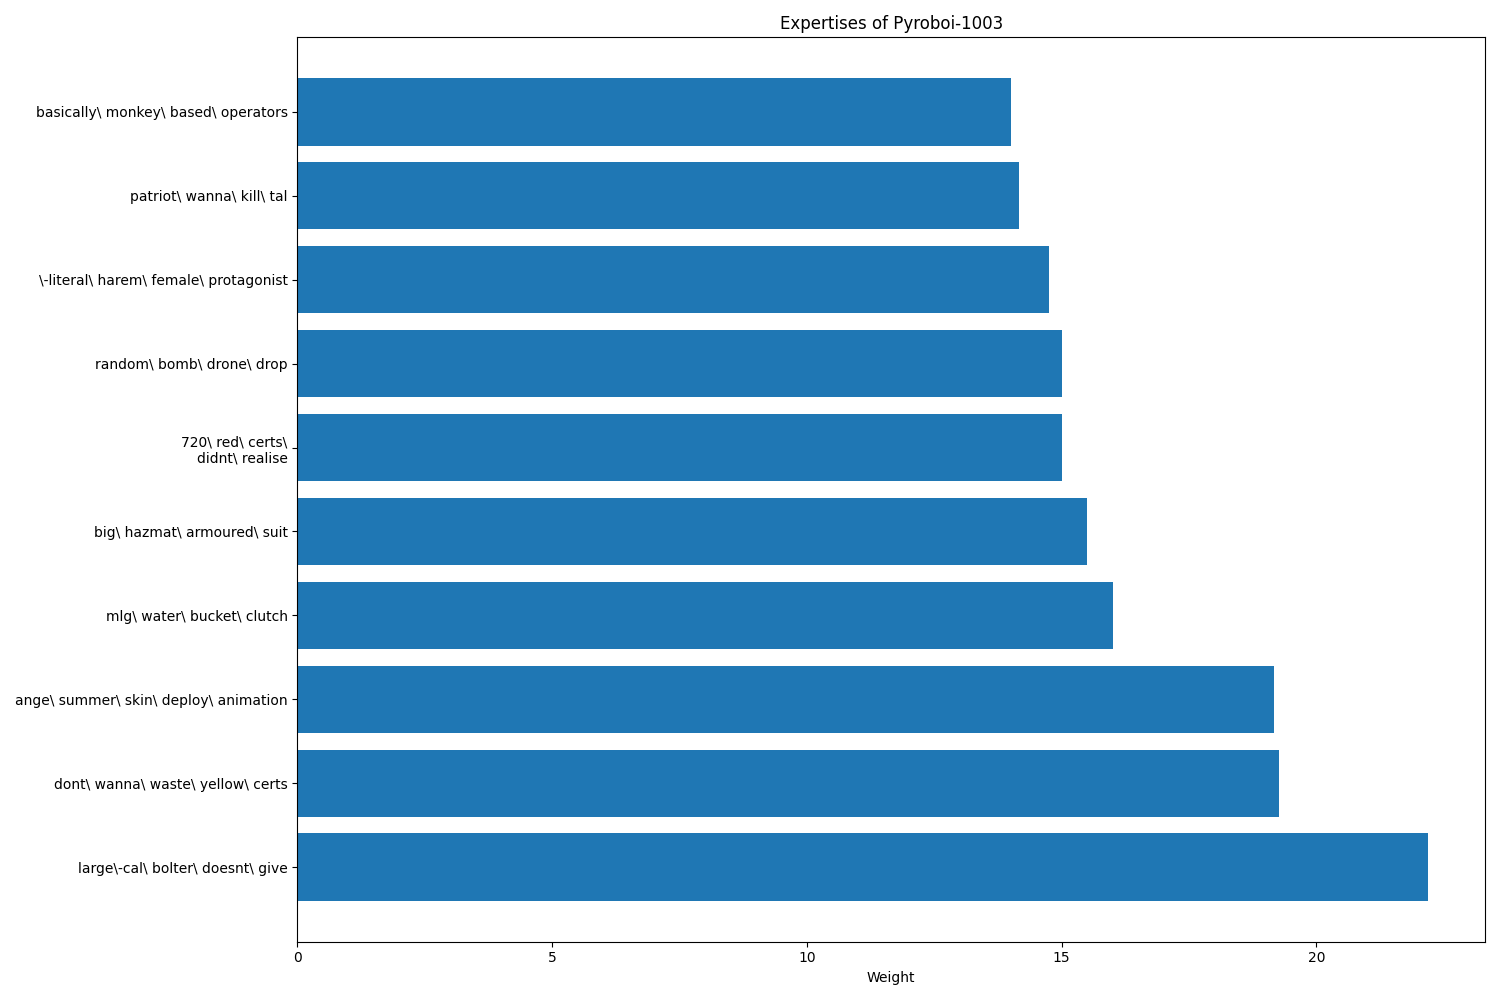 Expertises of Pyroboi-1003
basically\ monkey\ based\ operators
patriot\ wanna\ kill\ tal
\-literal\ harem\ female\ protagonist
random\ bomb\ drone\ drop
720\ red\ certs\
didnt\ realise
big\ hazmat\ armoured\ suit
mlg\ water\ bucket\ clutch
ange\ summer\ skin\ deploy\ animation
dont\ wanna\ waste\ yellow\ certs
large\-cal\ bolter\ doesnt\ give
0 5 10 15 20
Weight